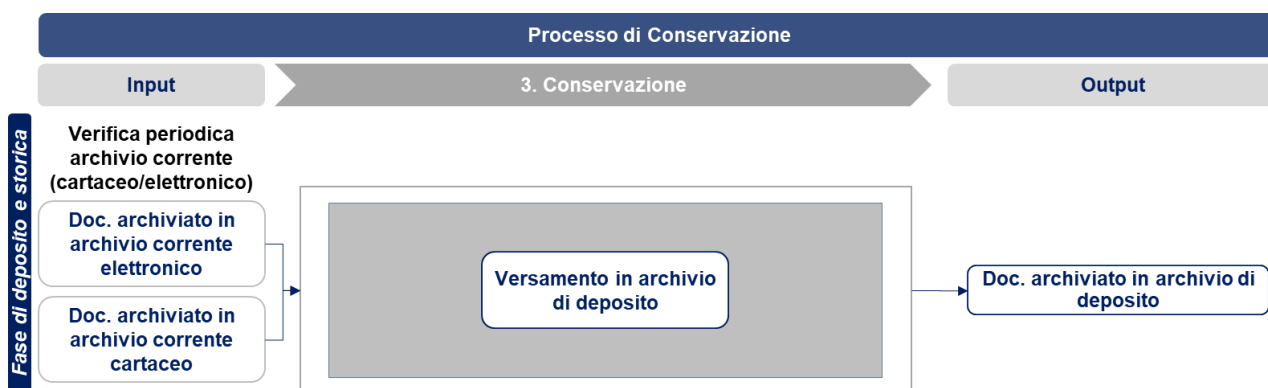 Processo di Conservazione
Input
3. Conservazione
Output
Fase di deposito e storica
Verifica periodica
archivio corrente
(cartaceo/elettronico)
Doc. archiviato in
archivio corrente
elettronico
Doc. archiviato in
archivio corrente
cartaceo
Versamento in archivio
di deposito
Doc. archiviato in archivio di
deposito